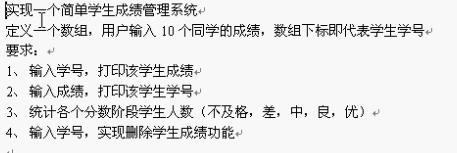 实现一个简单学生成绩管理系统
定义一个数组，用户输入 10 个同学的成绩，数组下标即代表学生学号
要求：
1、 输入学号，打印该学生成绩
2、 输入成绩，打印该学生学号
3、 统计各个分数阶段学生人数（不及格，差，中，良，优）
4、 输入学号，实现删除学生成绩功能